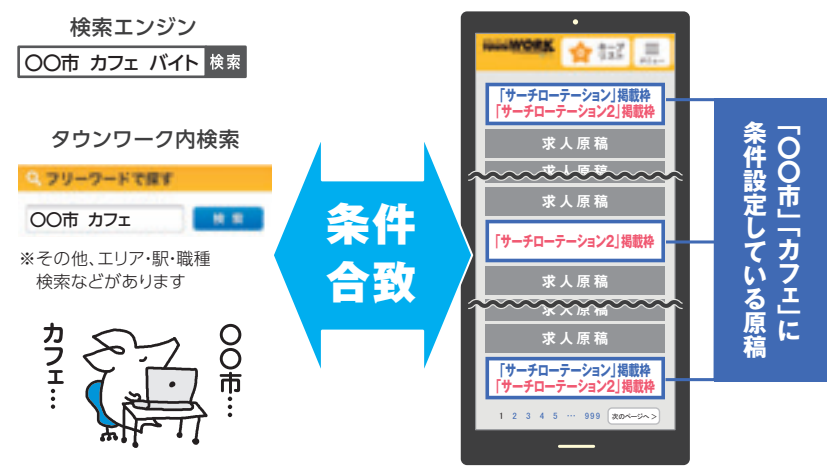 検索エンジン
〇〇市 カフェ バイト 検索
タウンワーク内検索
フリーワードで探す
〇〇市 カフェ
検索
※その他、エリア・駅・職種
検索などがあります
カフェ…
〇〇市…
条件
合致
WORK
キープ
リスト
メニュー
「サーチローテーション」掲載枠
「サーチローテーション2」掲載枠
求人原稿
求人原稿
求人原稿
「サーチローテーション2」掲載枠
求人原稿
求人原稿
求人原稿
「サーチローテーション」掲載枠
「サーチローテーション2」掲載枠
1 2 3 4 5 … 999 次のページへ >
「〇〇市」「カフェ」に
条件設定している原稿